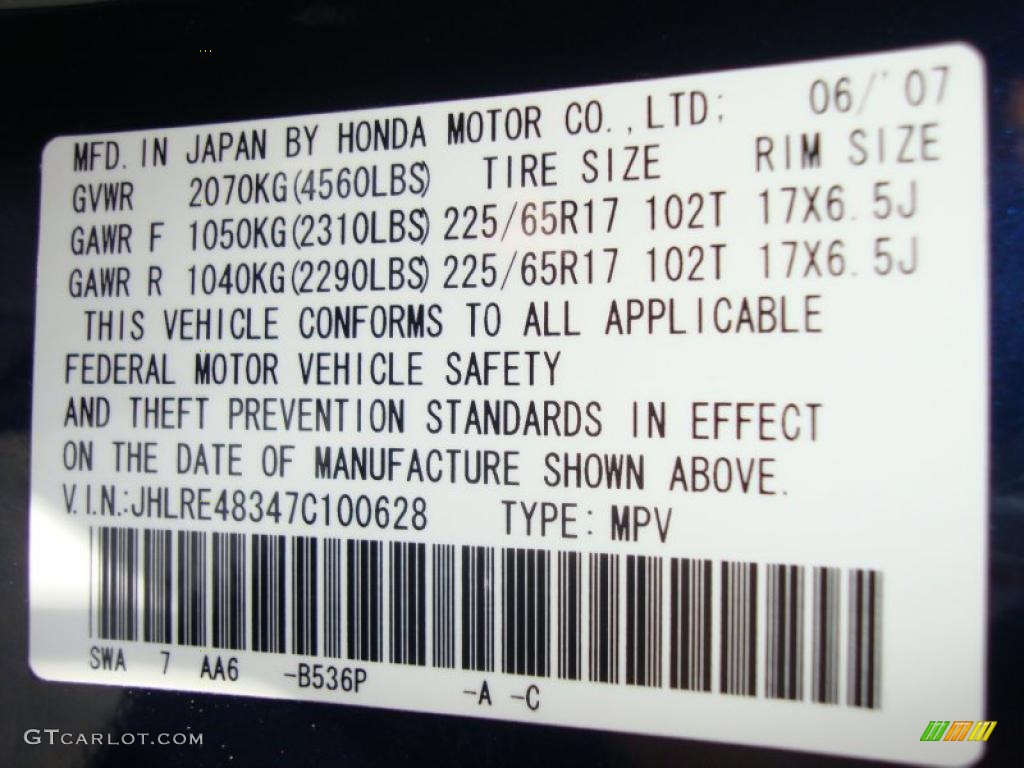 06/'07
MFD. IN JAPAN BY HONDA MOTOR CO., LTD;
GVWR 2070KG(4560LBS) TIRE SIZE RIM SIZE
GAWR F 1050KG(2310LBS) 225/65R17 102T 17X6.5J
GAWR R 1040KG(2290LBS) 225/65R17 102T 17X6.5J
THIS VEHICLE CONFORMS TO ALL APPLICABLE
FEDERAL MOTOR VEHICLE SAFETY
AND THEFT PREVENTION STANDARDS IN EFFECT
ON THE DATE OF MANUFACTURE SHOWN ABOVE.
V.I.N.:JHLRE48347C100628 TYPE: MPV
SWA 7 AA6 -B536P -A -C
GTCARLOT.COM